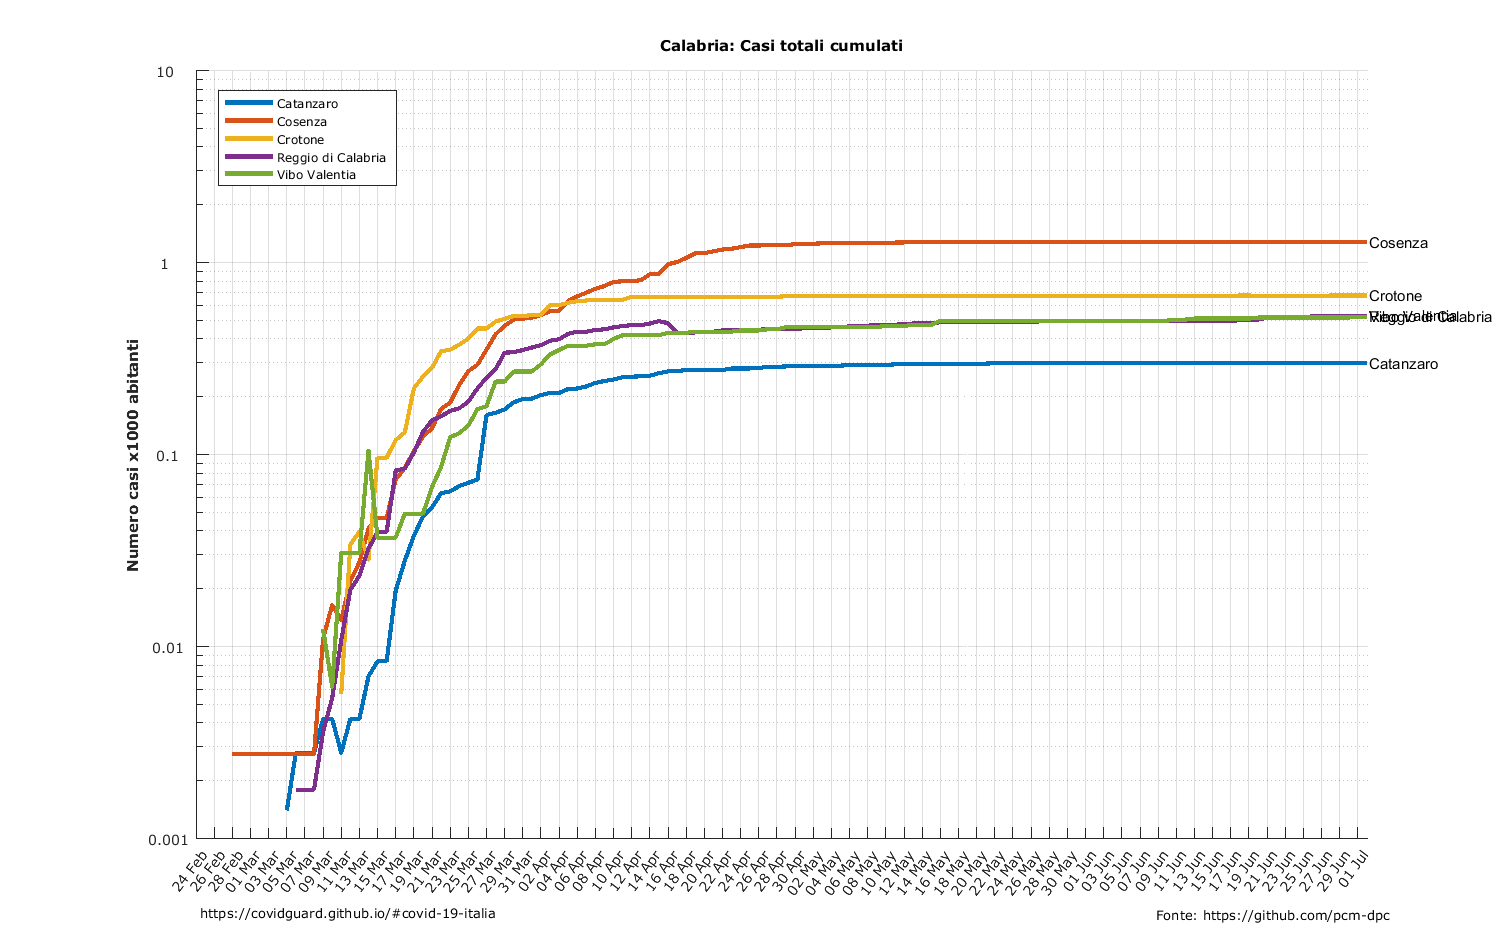 Calabria: Casi totali cumulati
10
1
0.1
0.01
0.001
Numero casi x1000 abitanti
Catanzaro
Cosenza
Crotone
Reggio di Calabria
Vibo Valentia
Cosenza
Crotone
Vibo Valentia
Reggio di Calabria
Catanzaro
24 Feb
26 Feb
28 Feb
01 Mar
03 Mar
05 Mar
07 Mar
09 Mar
11 Mar
13 Mar
15 Mar
17 Mar
19 Mar
21 Mar
23 Mar
25 Mar
27 Mar
29 Mar
31 Mar
02 Apr
04 Apr
06 Apr
08 Apr
10 Apr
12 Apr
14 Apr
16 Apr
18 Apr
20 Apr
22 Apr
24 Apr
26 Apr
28 Apr
30 Apr
02 May
04 May
06 May
08 May
10 May
12 May
14 May
16 May
18 May
20 May
22 May
24 May
26 May
28 May
30 May
01 Jun
03 Jun
05 Jun
07 Jun
09 Jun
11 Jun
13 Jun
15 Jun
17 Jun
19 Jun
21 Jun
23 Jun
25 Jun
27 Jun
29 Jun
01 Jul
https://covidguard.github.io/#covid-19-italia
Fonte: https://github.com/pcm-dpc